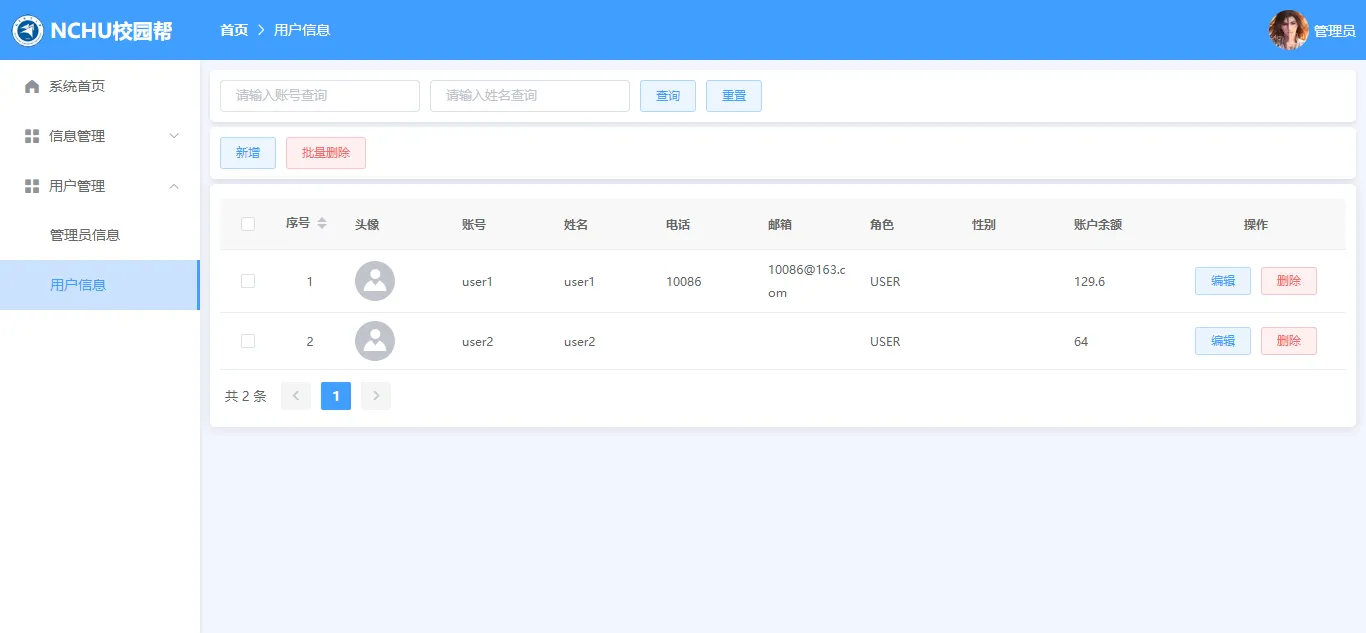 NCHU校园帮
首页 > 用户信息
管理员
系统首页
信息管理
用户管理
管理员信息
用户信息
请输入账号查询 请输入姓名查询 查询 重置
新增 批量删除
序号 头像 账号 姓名 电话 邮箱 角色 性别 账户余额 操作
1 user1 user1 10086 10086@163.c
om USER 129.6 编辑 删除
2 user2 user2 USER 64 编辑 删除
共 2 条 < 1 >